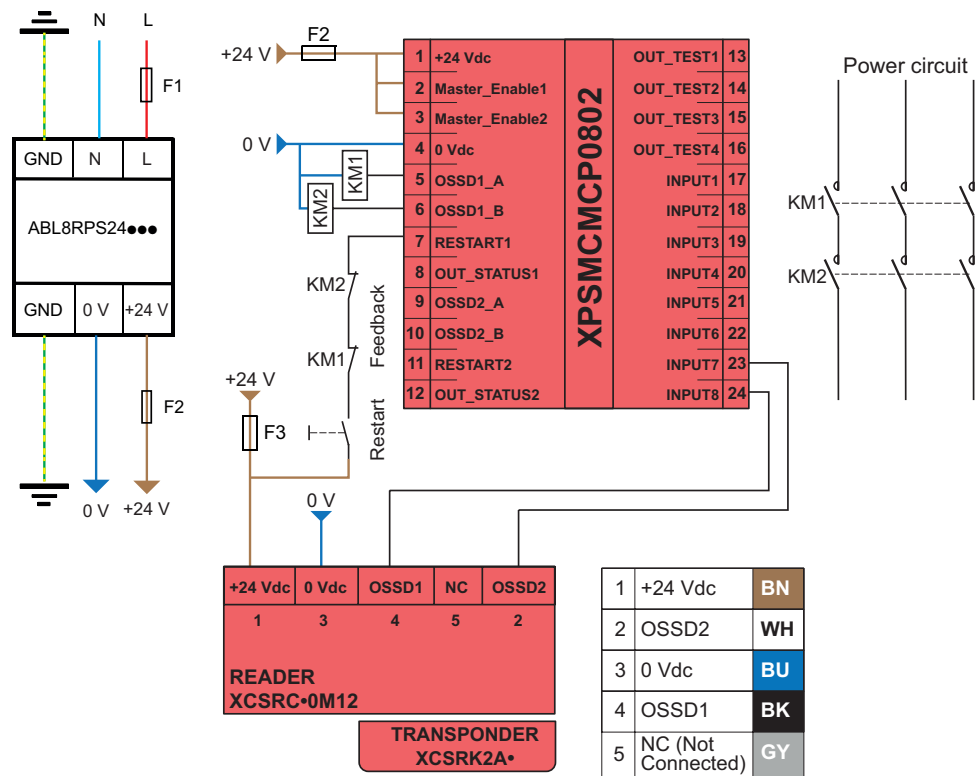 N
L
F1
GND
N
L
ABL8RPS24•••
GND
0 V
+24 V
F2
0 V
+24 V
+24 V
F2
0 V
KM1
KM2
1
+24 Vdc
2
Master_Enable1
3
Master_Enable2
4
0 Vdc
5
OSSD1_A
6
OSSD1_B
7
RESTART1
8
OUT_STATUS1
9
OSSD2_A
10
OSSD2_B
11
RESTART2
12
OUT_STATUS2
XPSMCMCP0802
OUT_TEST1
13
OUT_TEST2
14
OUT_TEST3
15
OUT_TEST4
16
INPUT1
17
INPUT2
18
INPUT3
19
INPUT4
20
INPUT5
21
INPUT6
22
INPUT7
23
INPUT8
24
Power circuit
KM1
KM2
KM2
KM1
Feedback
Restart
+24 V
F3
0 V
+24 Vdc
0 Vdc
OSSD1
NC
OSSD2
1
3
4
5
2
READER
XCSRC•0M12
TRANSPONDER
XCSRK2A•
1
+24 Vdc
BN
2
OSSD2
WH
3
0 Vdc
BU
4
OSSD1
BK
5
NC (Not
Connected)
GY